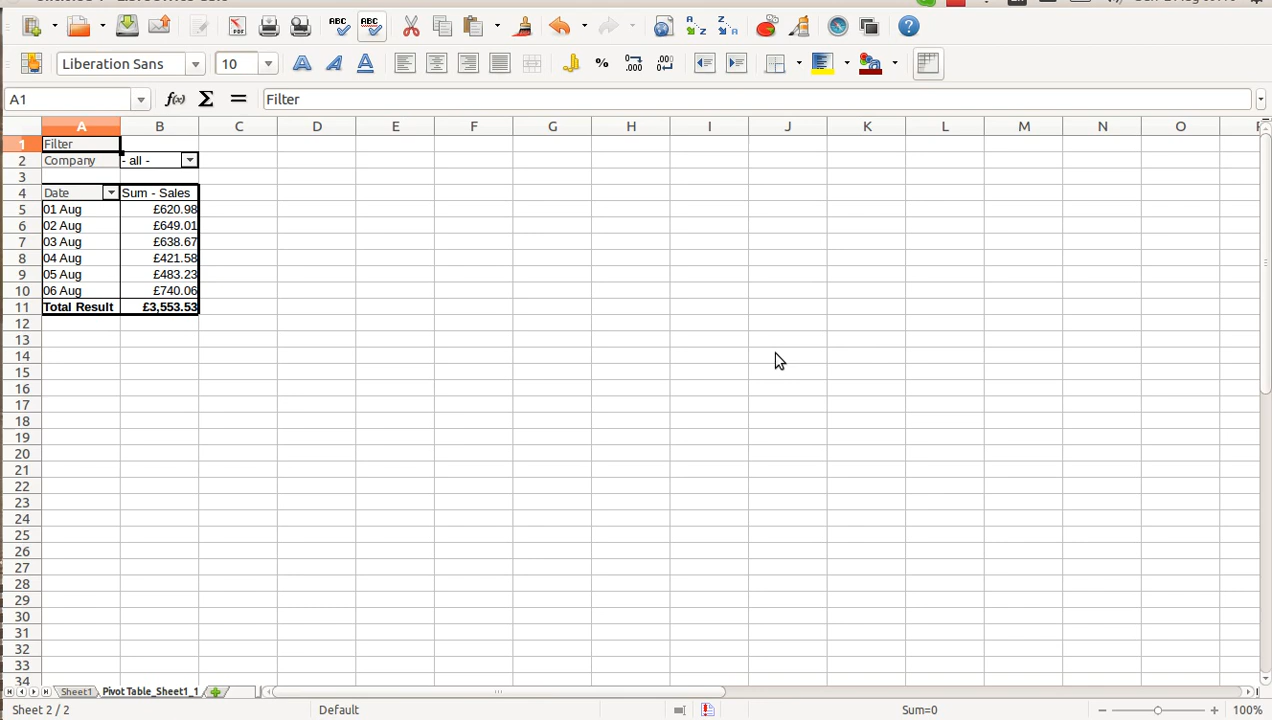 Liberation Sans 10 %
A1 Filter
A B C D E F G H I J K L M N O
1 Filter
2 Company - all -
3
4 Date Sum - Sales
5 01 Aug £620.98
6 02 Aug £649.01
7 03 Aug £638.67
8 04 Aug £421.58
9 05 Aug £483.23
10 06 Aug £740.06
11 Total Result £3,553.53
12
13
14
15
16
17
18
19
20
21
22
23
24
25
26
27
28
29
30
31
32
33
34
Sheet1 Pivot Table_Sheet1_1
Sheet 2 / 2 Default Sum=0 100%